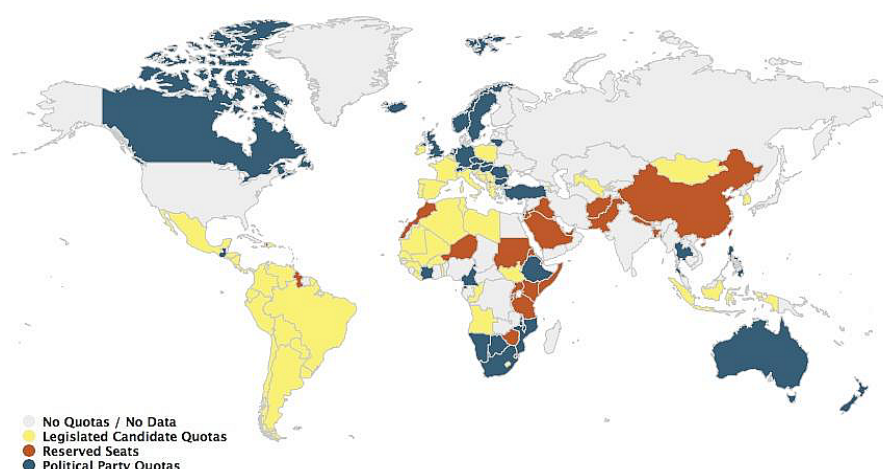 No Quotas / No Data
Legislated Candidate Quotas
Reserved Seats
Political Party Quotas